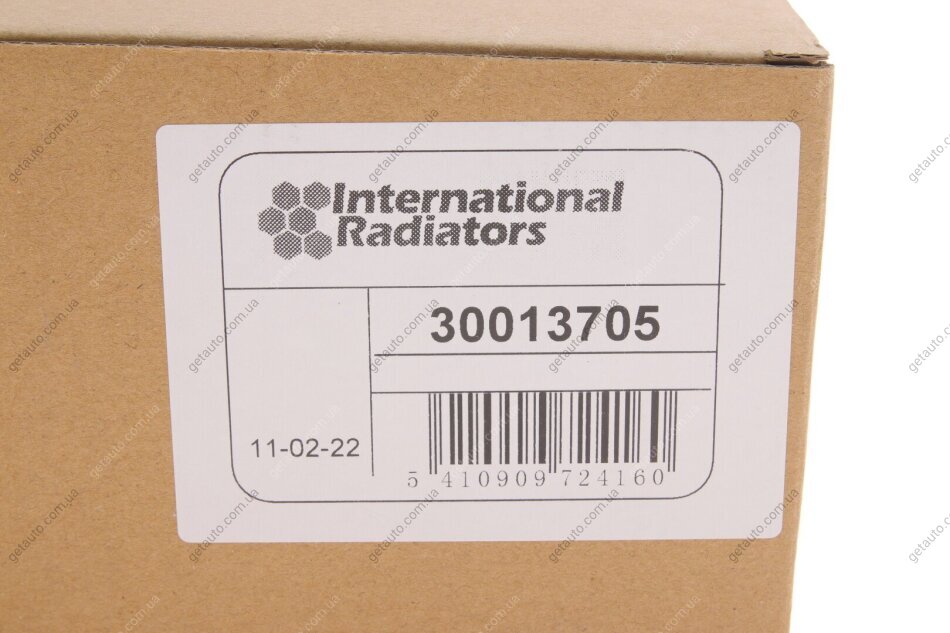 International
Radiators
30013705
11-02-22
5 410909 724160
getauto.com.ua